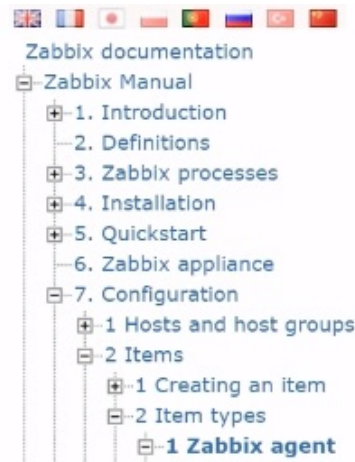 Zabbix documentation
Zabbix Manual
1. Introduction
2. Definitions
3. Zabbix processes
4. Installation
5. Quickstart
6. Zabbix appliance
7. Configuration
1 Hosts and host groups
2 Items
1 Creating an item
2 Item types
1 Zabbix agent